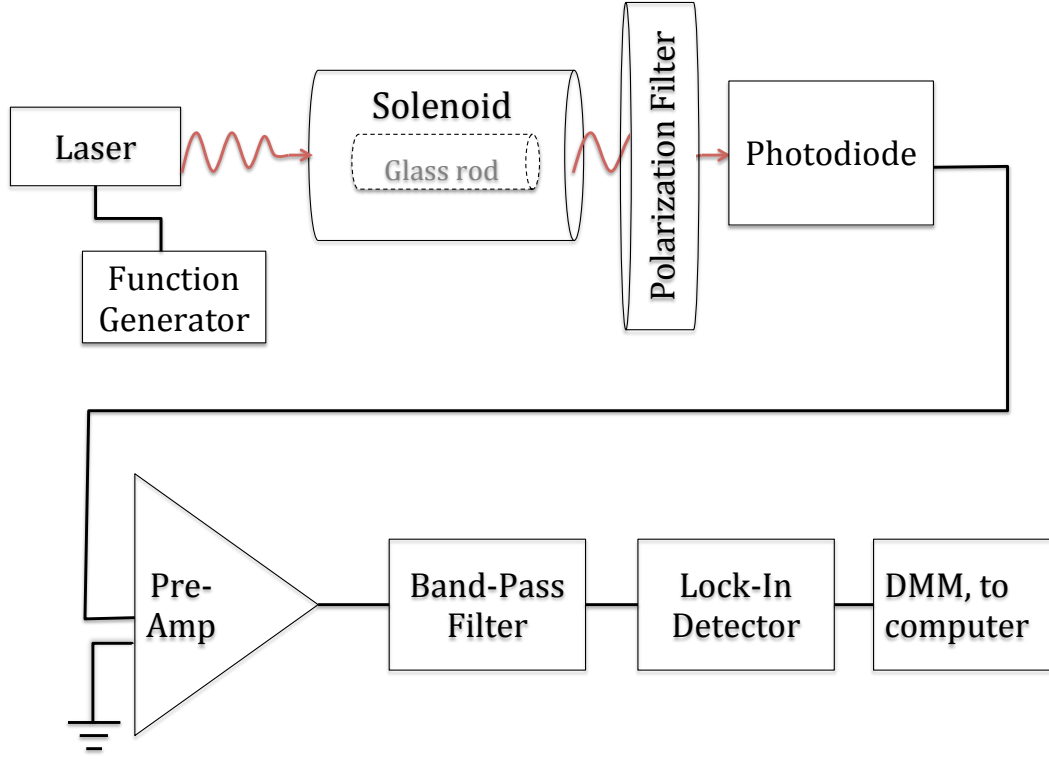 Laser
Function
Generator
Solenoid
Glass rod
Polarization Filter
Photodiode
Pre-
Amp
Band-Pass
Filter
Lock-In
Detector
DMM, to
computer